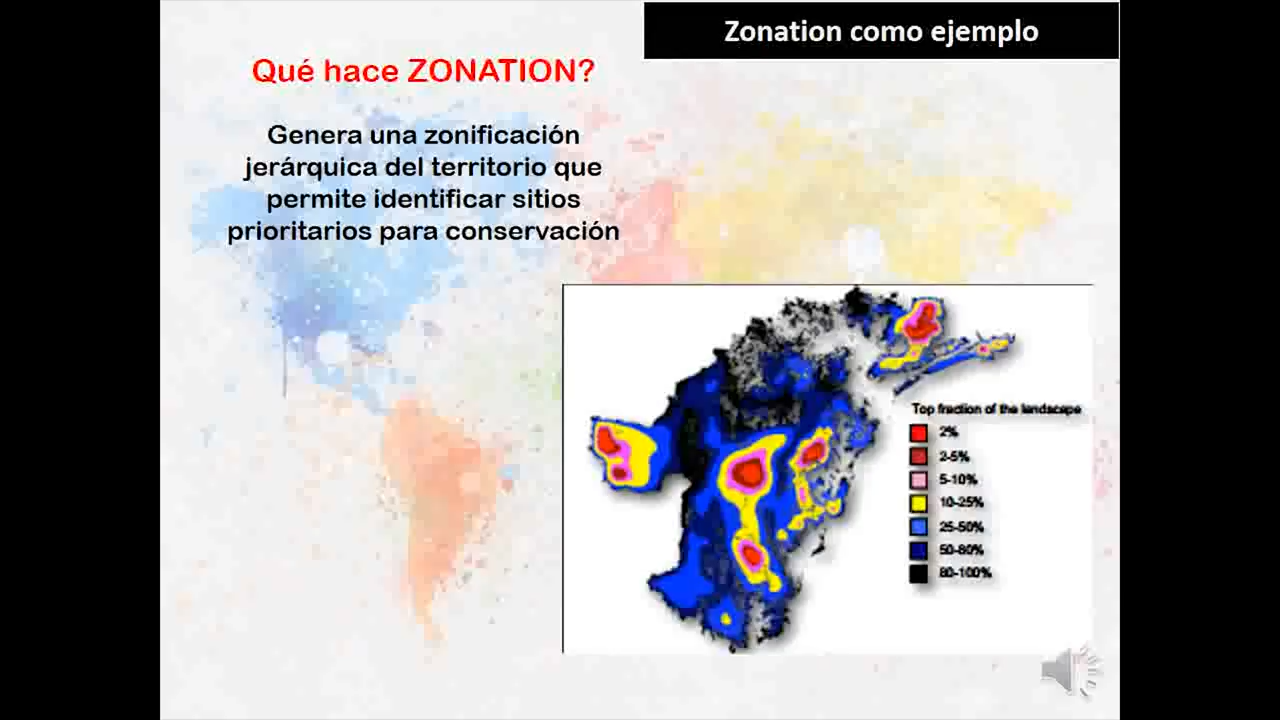 Zonation como ejemplo
Qué hace ZONATION?
Genera una zonificación
jerárquica del territorio que
permite identificar sitios
prioritarios para conservación
Top fraction of the landscape
2%
2-5%
5-10%
10-25%
25-50%
50-80%
80-100%